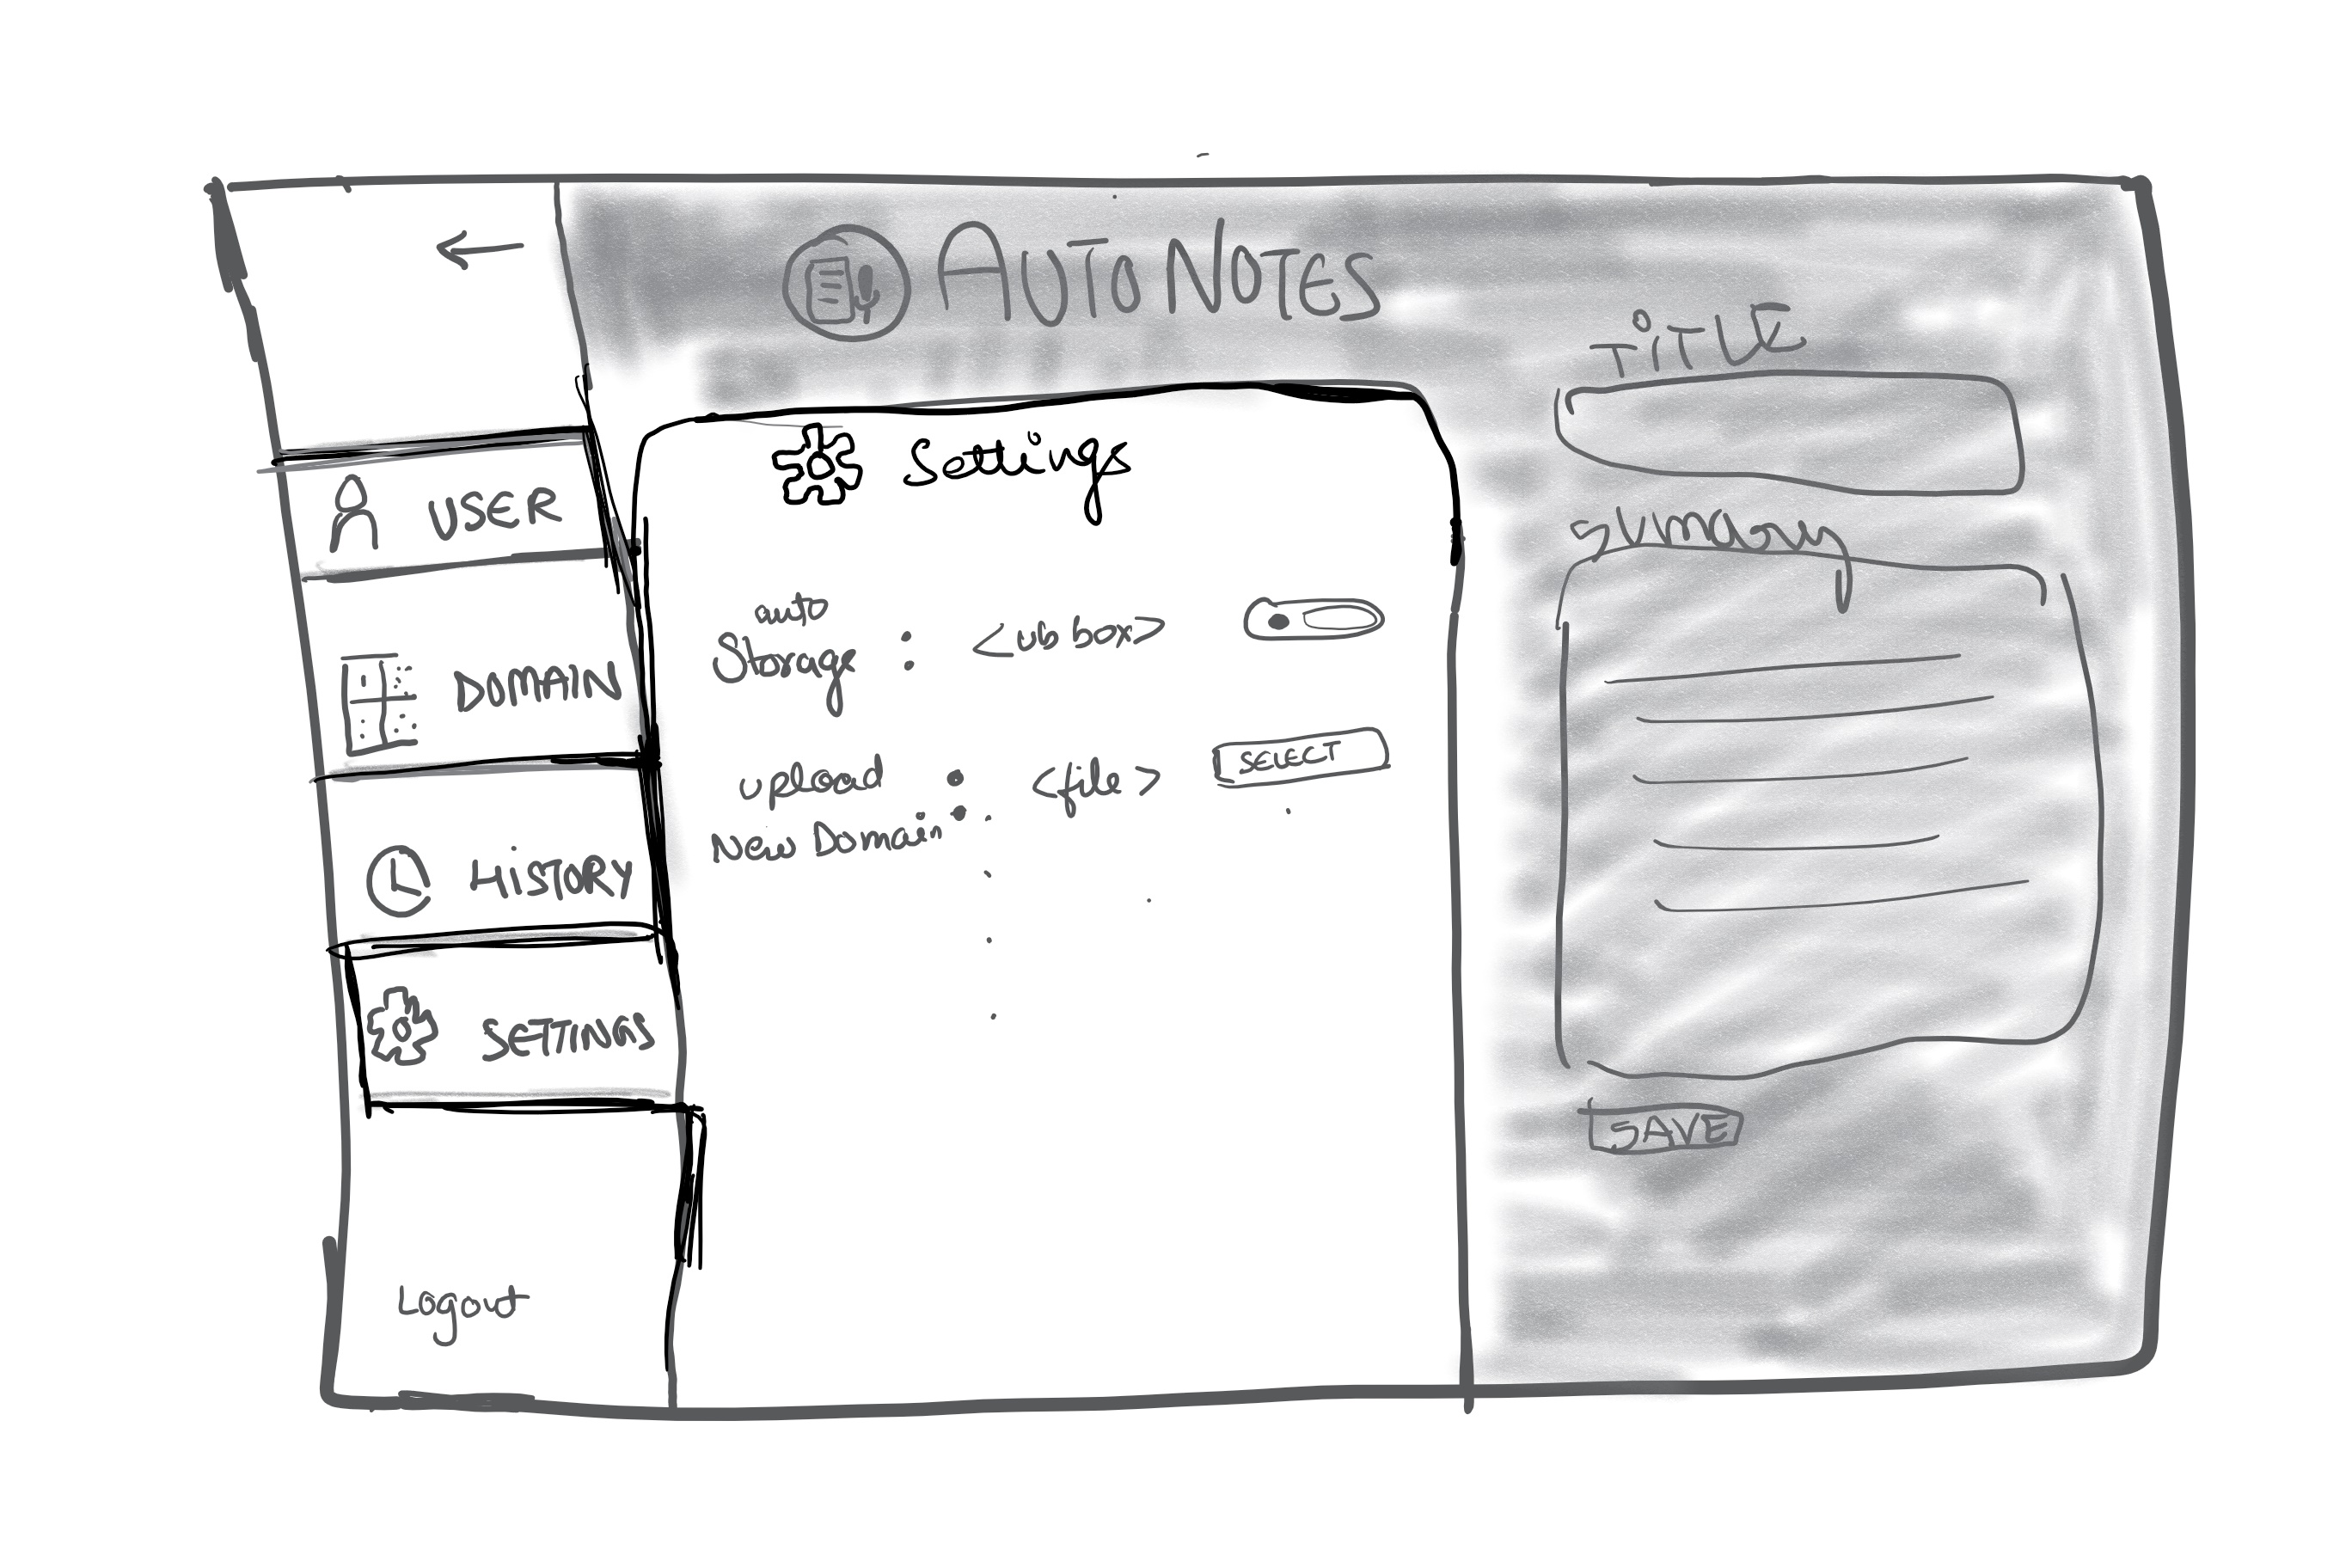 AUTO NOTES
USER
DOMAIN
HISTORY
SETTINGS
Logout
Settings
auto
Storage : <ub box>
upload : <file> SELECT
New Domain
TiTLE
SUMMary
SAVE